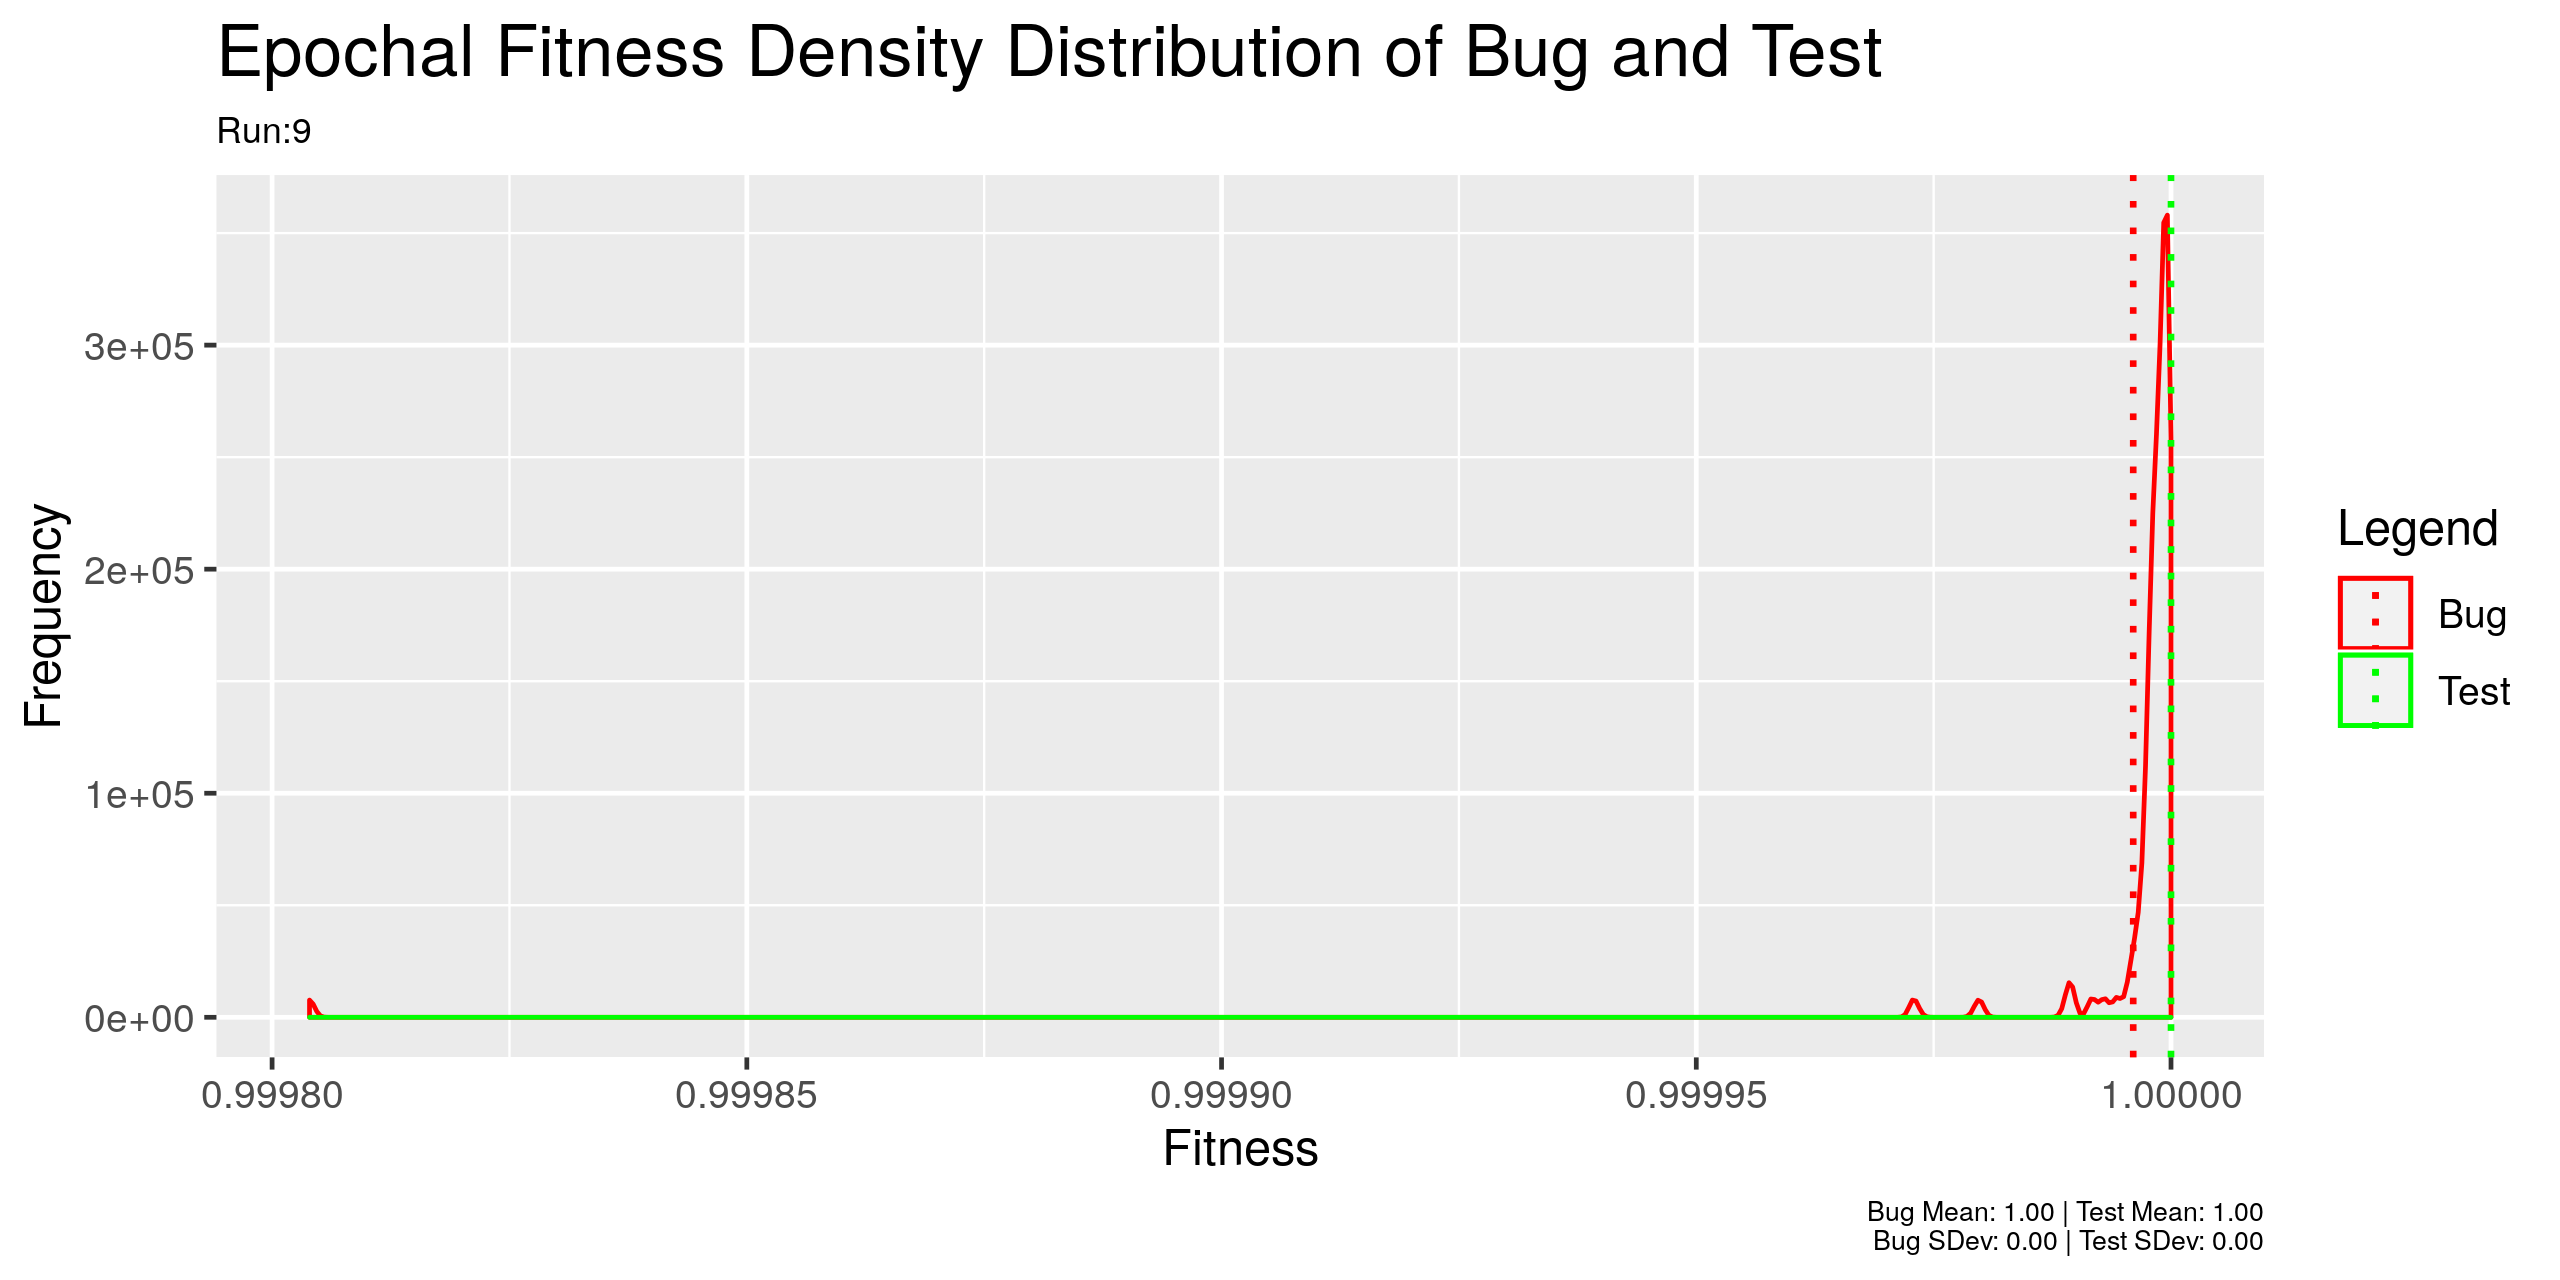 Epochal Fitness Density Distribution of Bug and Test
Run:9
Frequency
3e+05
2e+05
1e+05
0e+00
0.99980
0.99985
0.99990
0.99995
1.00000
Fitness
Legend
Bug
Test
Bug Mean: 1.00 | Test Mean: 1.00
Bug SDev: 0.00 | Test SDev: 0.00